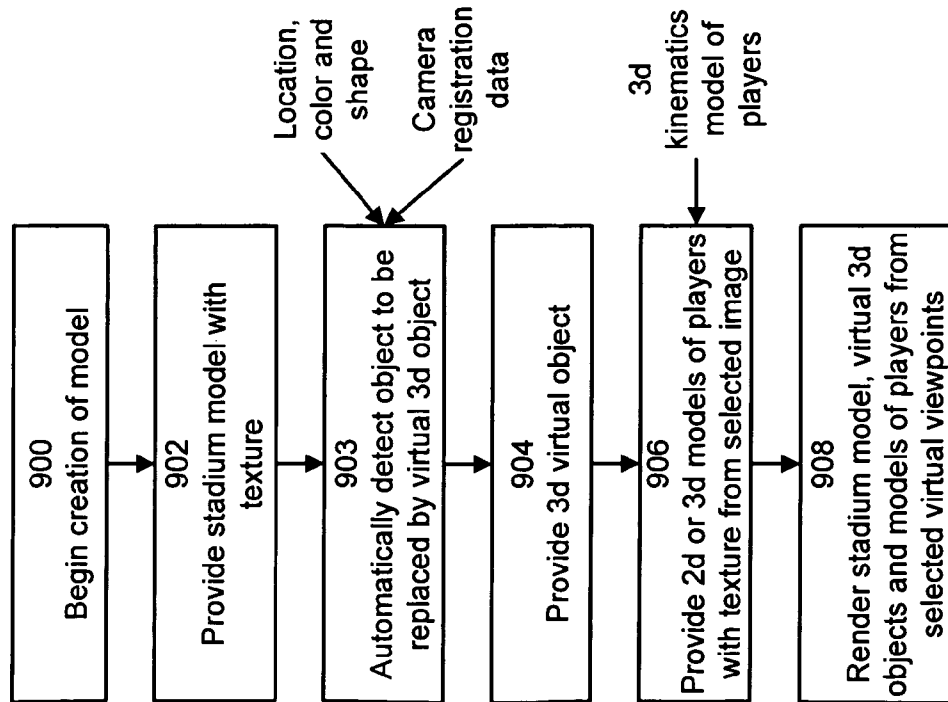 900
Begin creation of model
902
Provide stadium model with
texture
903
Automatically detect object to be
replaced by virtual 3d object
Location,
color and
shape
Camera
registration
data
904
Provide 3d virtual object
906
Provide 2d or 3d models of players
with texture from selected image
3d
kinematics
model of
players
908
Render stadium model, virtual 3d
objects and models of players from
selected virtual viewpoints